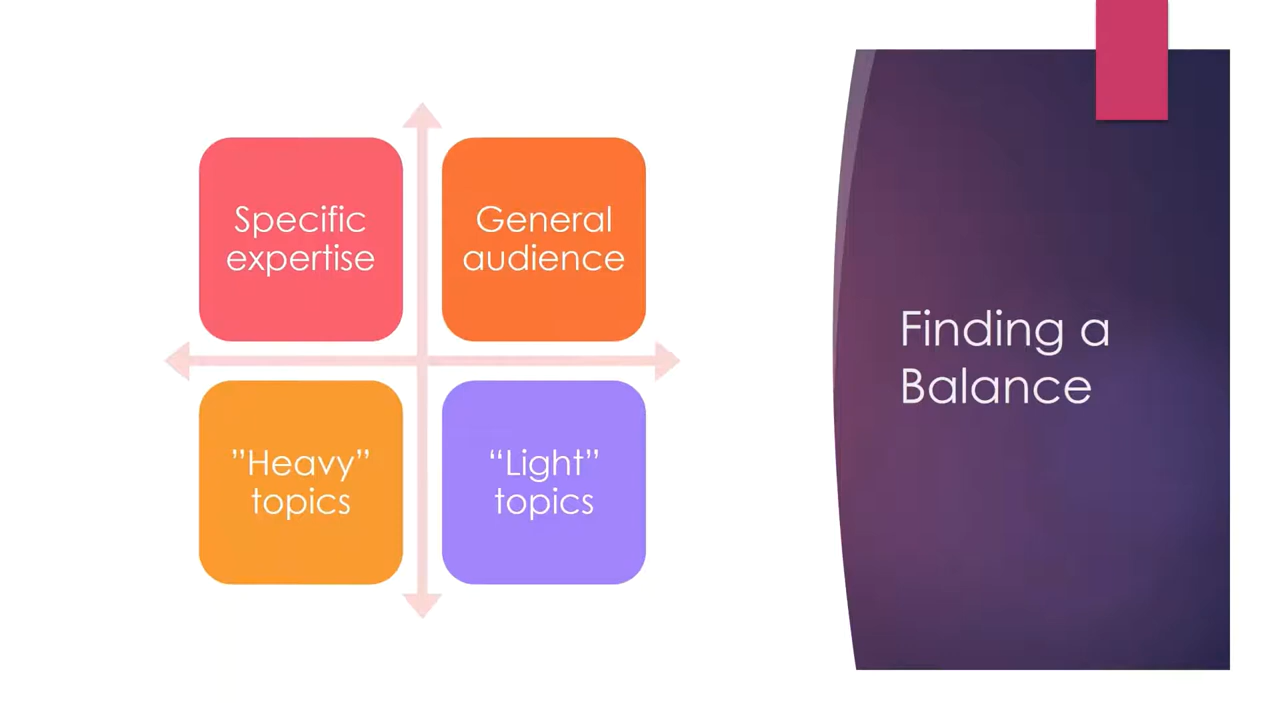 Specific
expertise
General
audience
”Heavy”
topics
“Light”
topics
Finding a
Balance